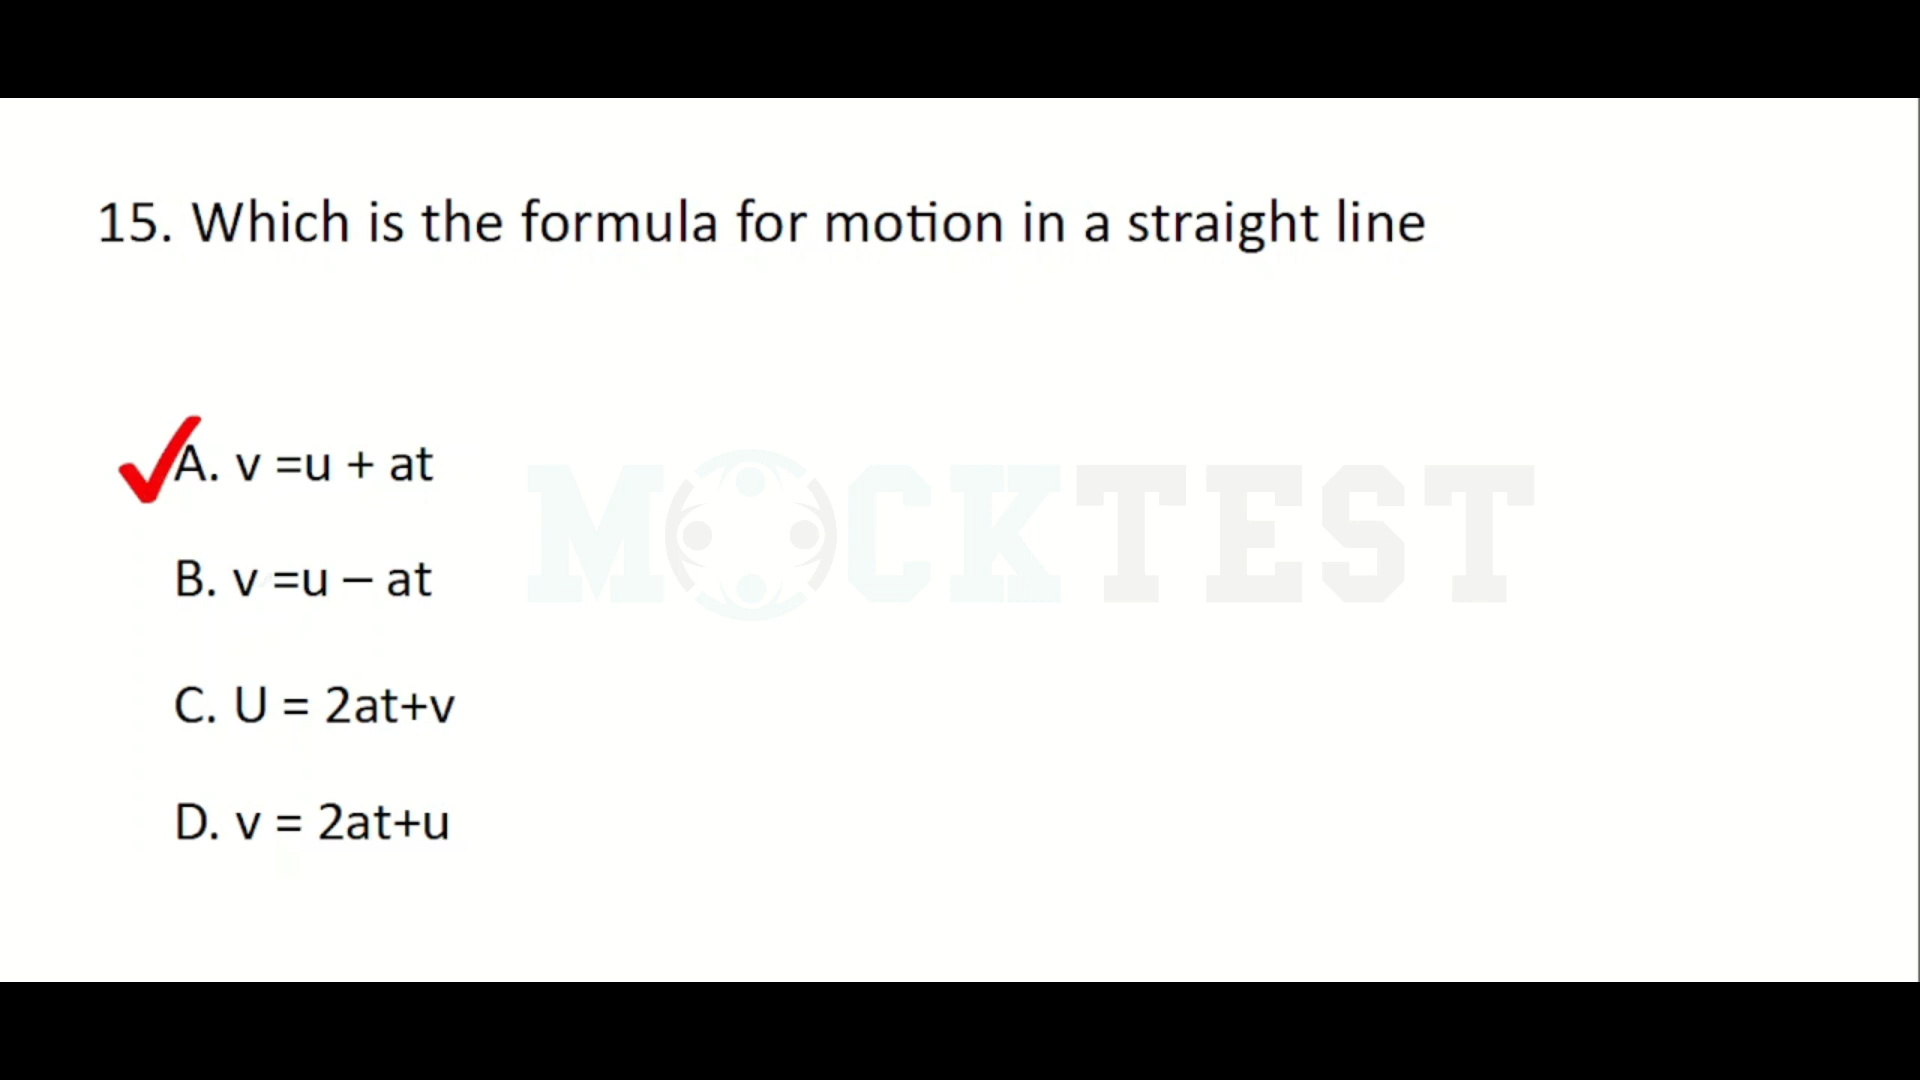 15. Which is the formula for motion in a straight line
A. v =u + at
MOCKTEST
B. v =u – at
C. U = 2at+v
D. v = 2at+u